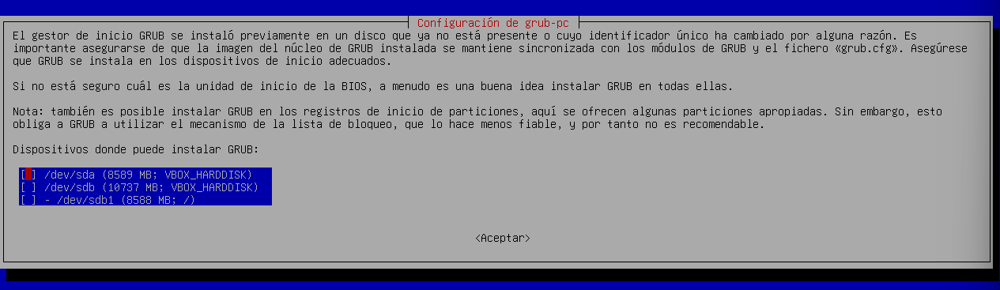 Configuración de grub-pc
El gestor de inicio GRUB se instaló previamente en un disco que ya no está presente o cuyo identificador único ha cambiado por alguna razón. Es
importante asegurarse de que la imagen del núcleo de GRUB instalada se mantiene sincronizada con los módulos de GRUB y el fichero «grub.cfg». Asegúrese
que GRUB se instala en los dispositivos de inicio adecuados.
Si no está seguro cuál es la unidad de inicio de la BIOS, a menudo es una buena idea instalar GRUB en todas ellas.
Nota: también es posible instalar GRUB en los registros de inicio de particiones, aquí se ofrecen algunas particiones apropiadas. Sin embargo, esto
obliga a GRUB a utilizar el mecanismo de la lista de bloqueo, que lo hace menos fiable, y por tanto no es recomendable.
Dispositivos donde puede instalar GRUB:
[ ] /dev/sda (8589 MB; VBOX_HARDDISK)
[ ] /dev/sdb (10737 MB; VBOX_HARDDISK)
[ ] - /dev/sdb1 (8588 MB; /)
<Aceptar>